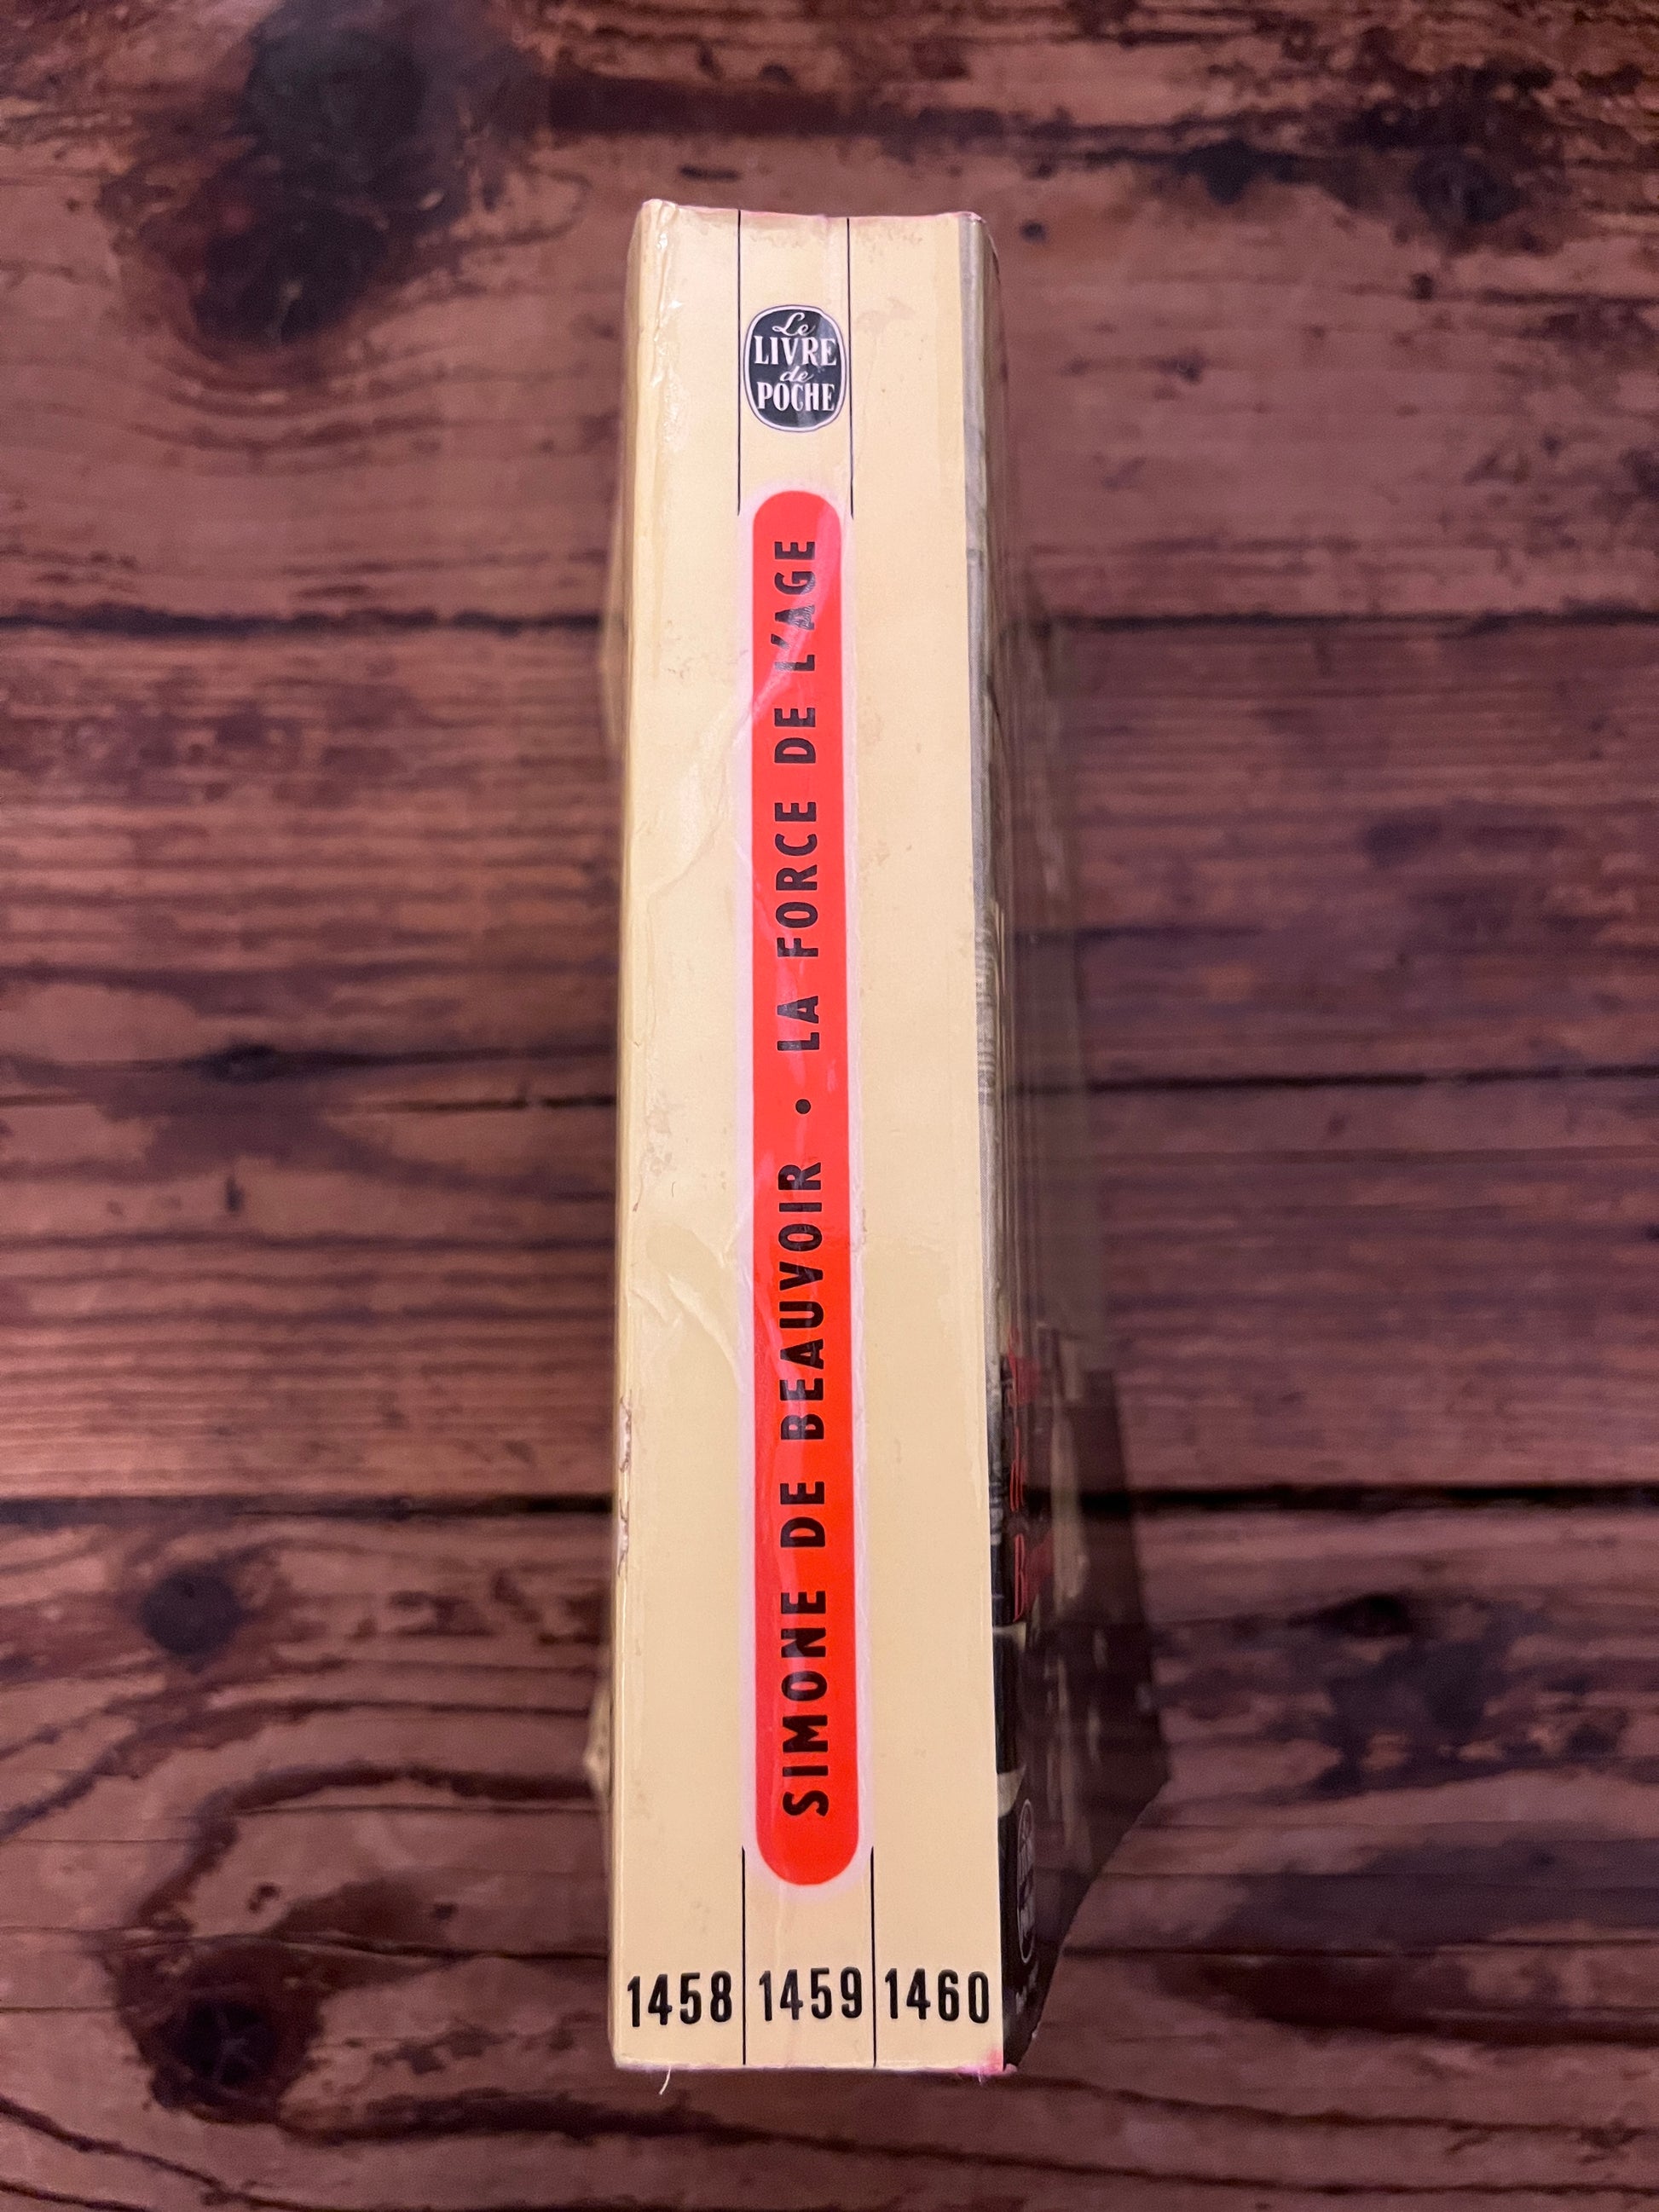 Le
LIVRE
de
POCHE
SIMONE DE BEAUVOIR • LA FORCE DE L'AGE
1458 1459 1460